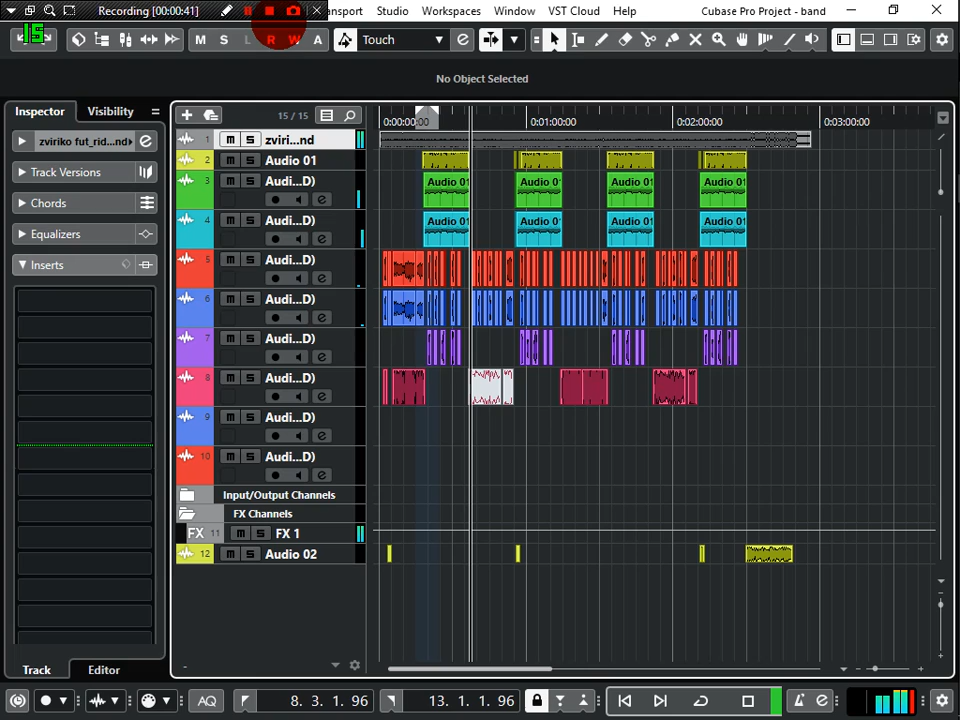 Recording [00:00:41]
nsport Studio Workspaces Window VST Cloud Help Cubase Pro Project - band
15
M S L R W A Touch
No Object Selected
Inspector Visibility
15 / 15
0:00:00:00 0:01:00:00 0:02:00:00 0:03:00:00
zviriko fut_rid...nd
Track Versions
Chords
Equalizers
Inserts
1 m S zviri...nd
2 m S Audio 01
3 m S Audi...D) Audio 01 Audio 01 Audio 01 Audio 01
4 m S Audi...D) Audio 01 Audio 01 Audio 01 Audio 01
5 m S Audi...D)
6 m S Audi...D)
7 m S Audi...D)
8 m S Audi...D)
9 m S Audi...D)
10 m S Audi...D)
Input/Output Channels
FX Channels
FX 11 m S FX 1
12 m S Audio 02
Track Editor
AQ 8. 3. 1. 96 13. 1. 1. 96